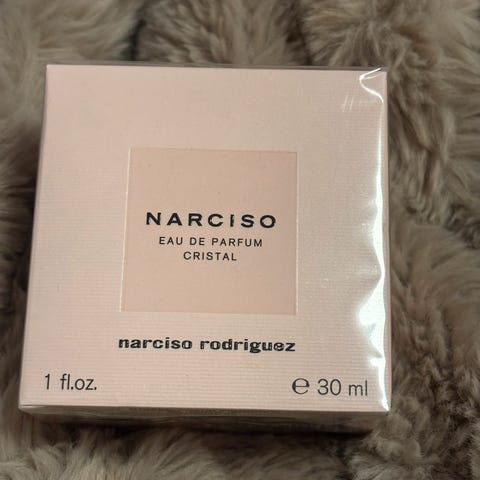 NARCISO
EAU DE PARFUM
CRISTAL
narciso rodriguez
1 fl.oz.
℮ 30 ml